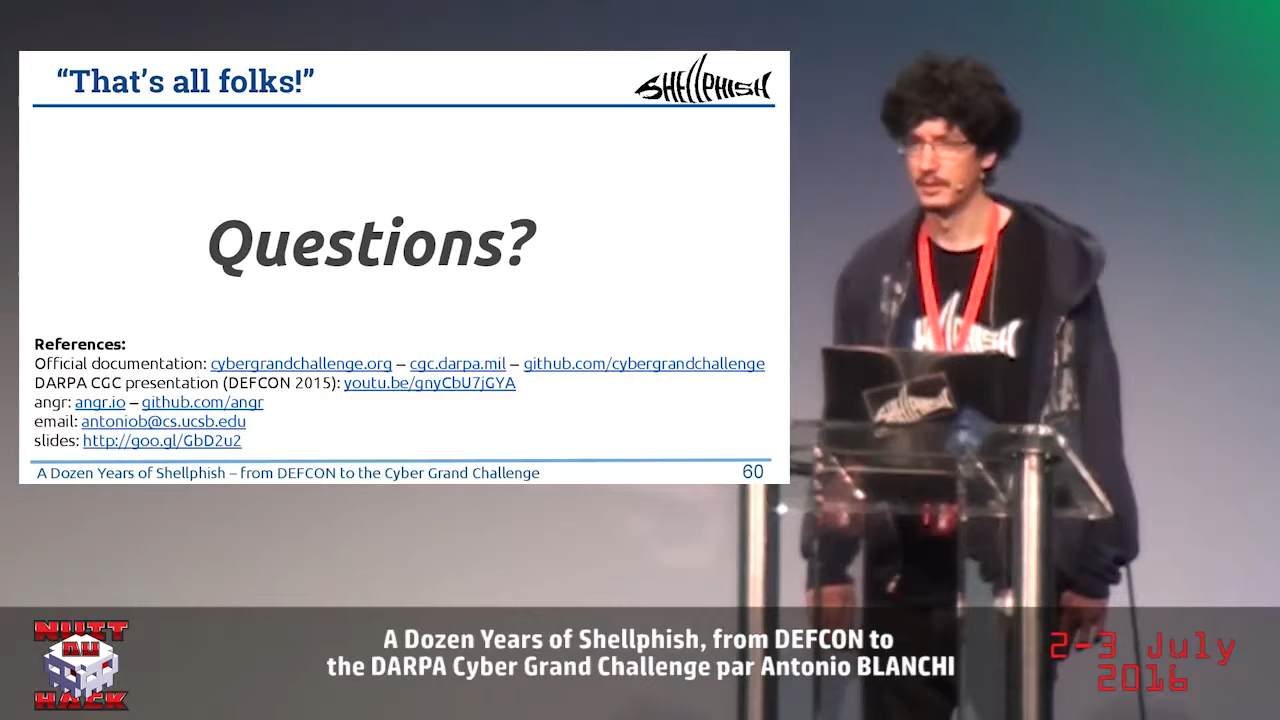 “That’s all folks!”
SHELLPHISH
Questions?
References:
Official documentation: cybergrandchallenge.org – cgc.darpa.mil – github.com/cybergrandchallenge
DARPA CGC presentation (DEFCON 2015): youtu.be/gnyCbU7jGYA
angr: angr.io – github.com/angr
email: antoniob@cs.ucsb.edu
slides: http://goo.gl/GbD2u2
A Dozen Years of Shellphish – from DEFCON to the Cyber Grand Challenge
60
SHELLPHISH
SHELLPHISH
NUIT
DU
HACK
A Dozen Years of Shellphish, from DEFCON to
the DARPA Cyber Grand Challenge par Antonio BLANCHI
2-3 July
2016